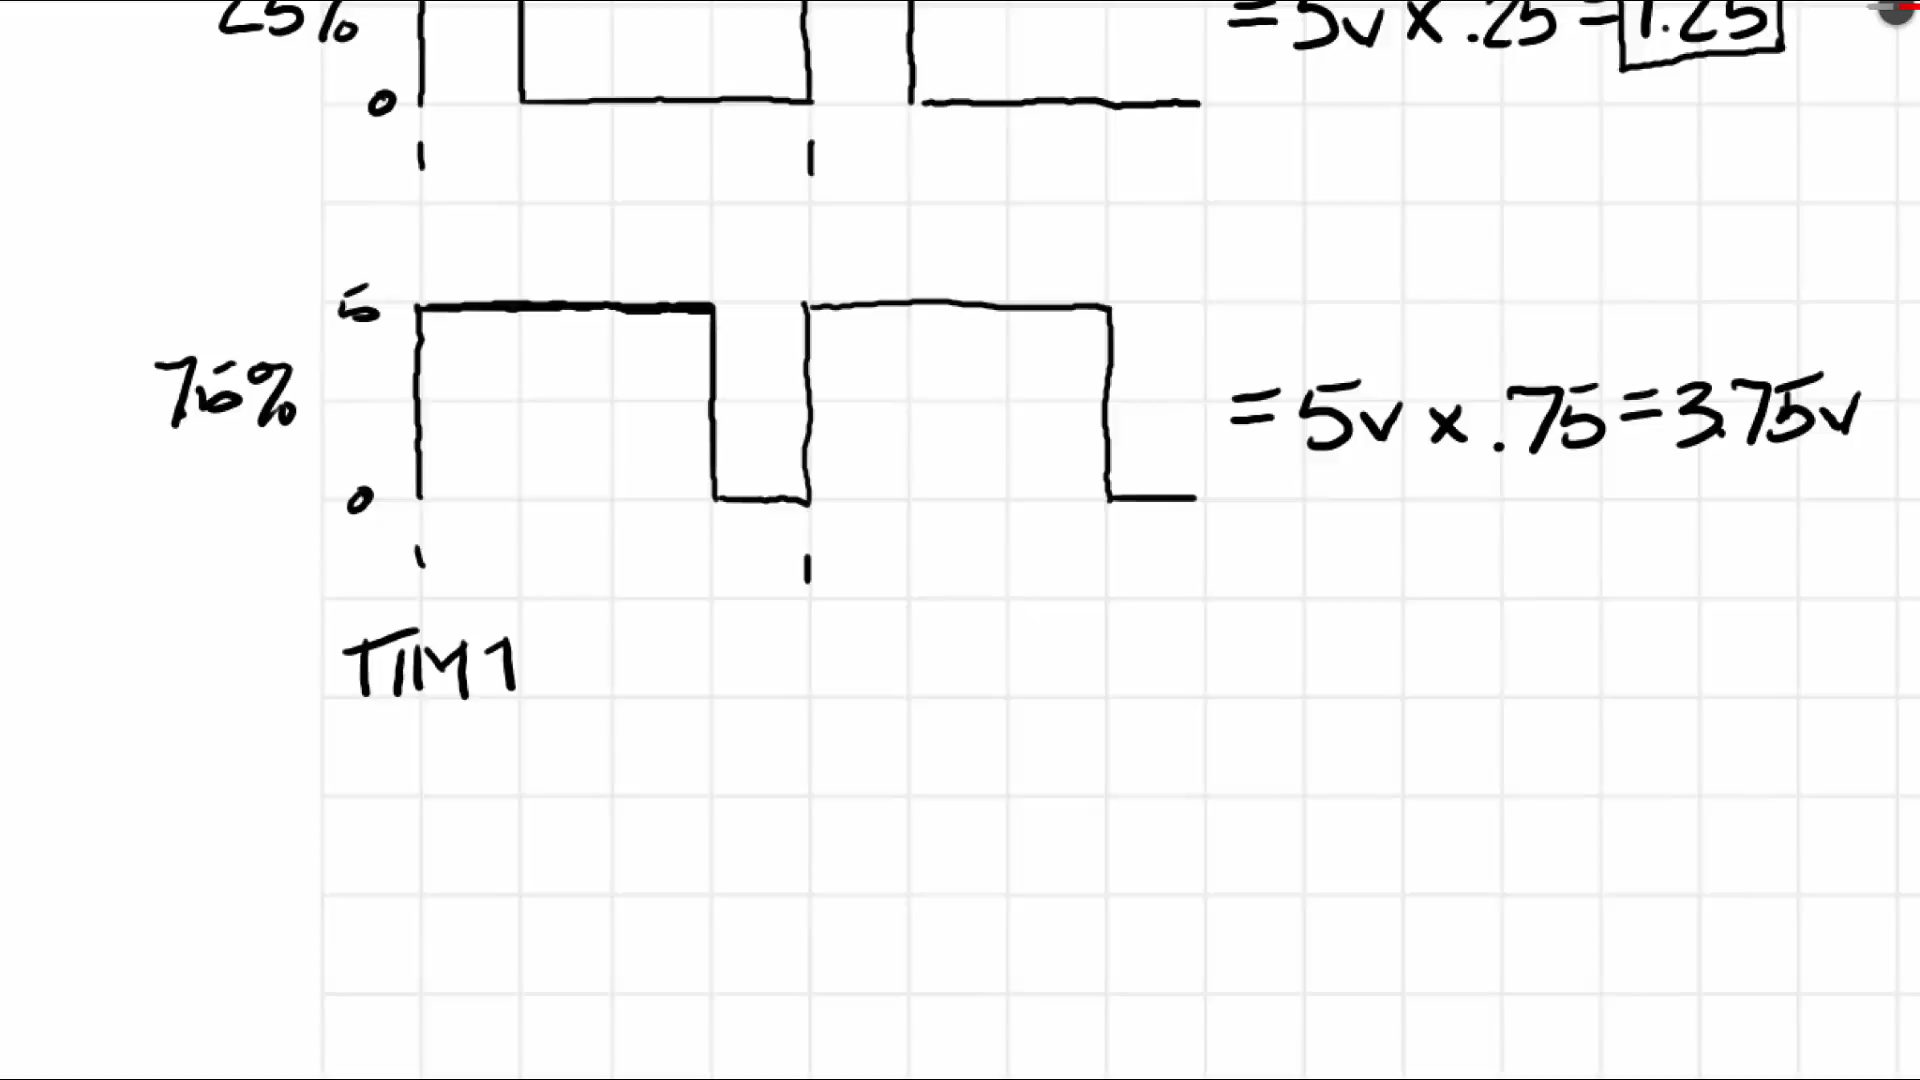 25% = 5v x .25 = 1.25
0
5
75% = 5v x .75 = 3.75v
0
TIM1